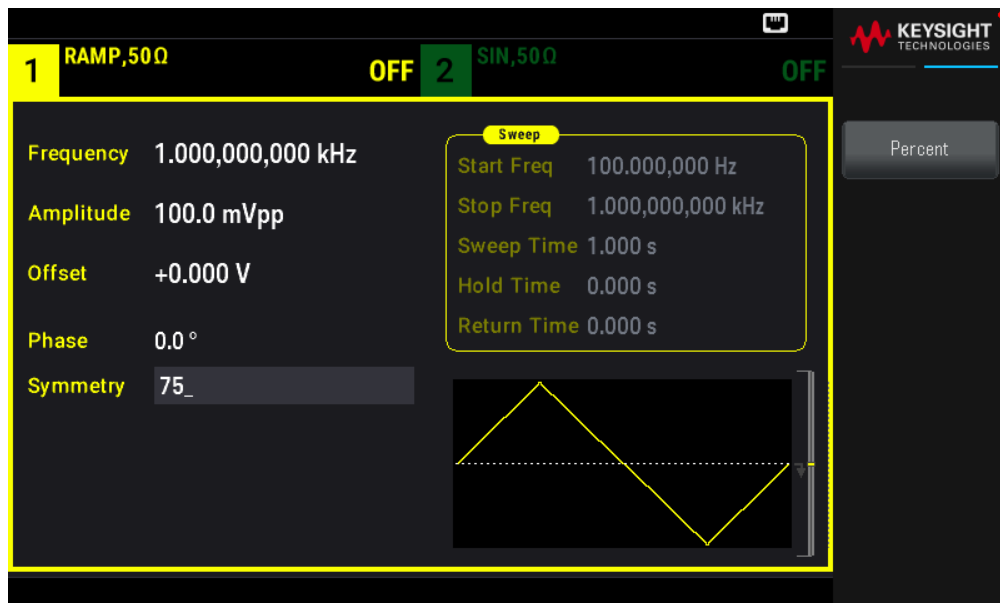 KEYSIGHT
TECHNOLOGIES
1 RAMP,50Ω OFF 2 SIN,50Ω OFF
Frequency 1.000,000,000 kHz
Amplitude 100.0 mVpp
Offset +0.000 V
Phase 0.0 °
Symmetry 75_
Sweep
Start Freq 100.000,000 Hz
Stop Freq 1.000,000,000 kHz
Sweep Time 1.000 s
Hold Time 0.000 s
Return Time 0.000 s
Percent